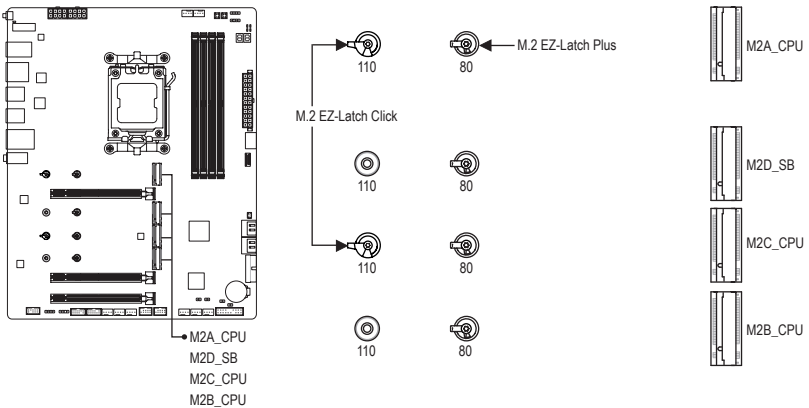 110
80
M.2 EZ-Latch Plus
M2A_CPU
M.2 EZ-Latch Click
110
80
M2D_SB
110
80
M2C_CPU
110
80
M2B_CPU
M2A_CPU
M2D_SB
M2C_CPU
M2B_CPU